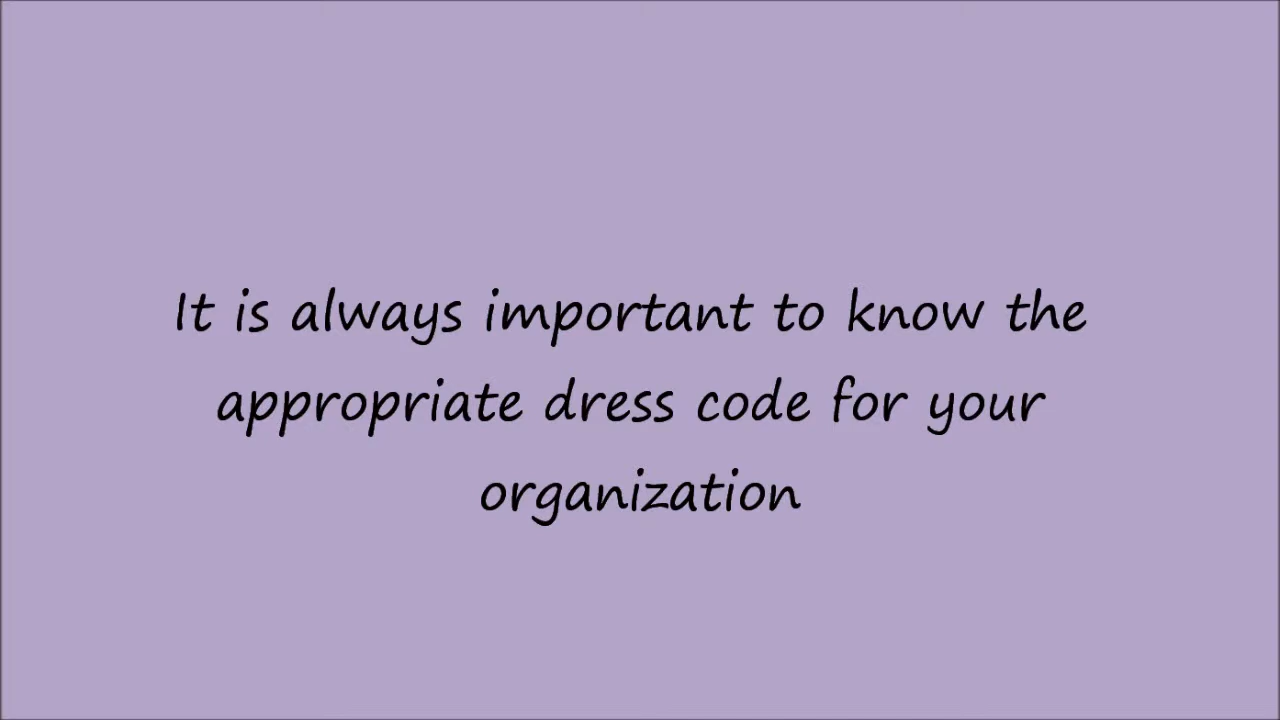 It is always important to know the
appropriate dress code for your
organization